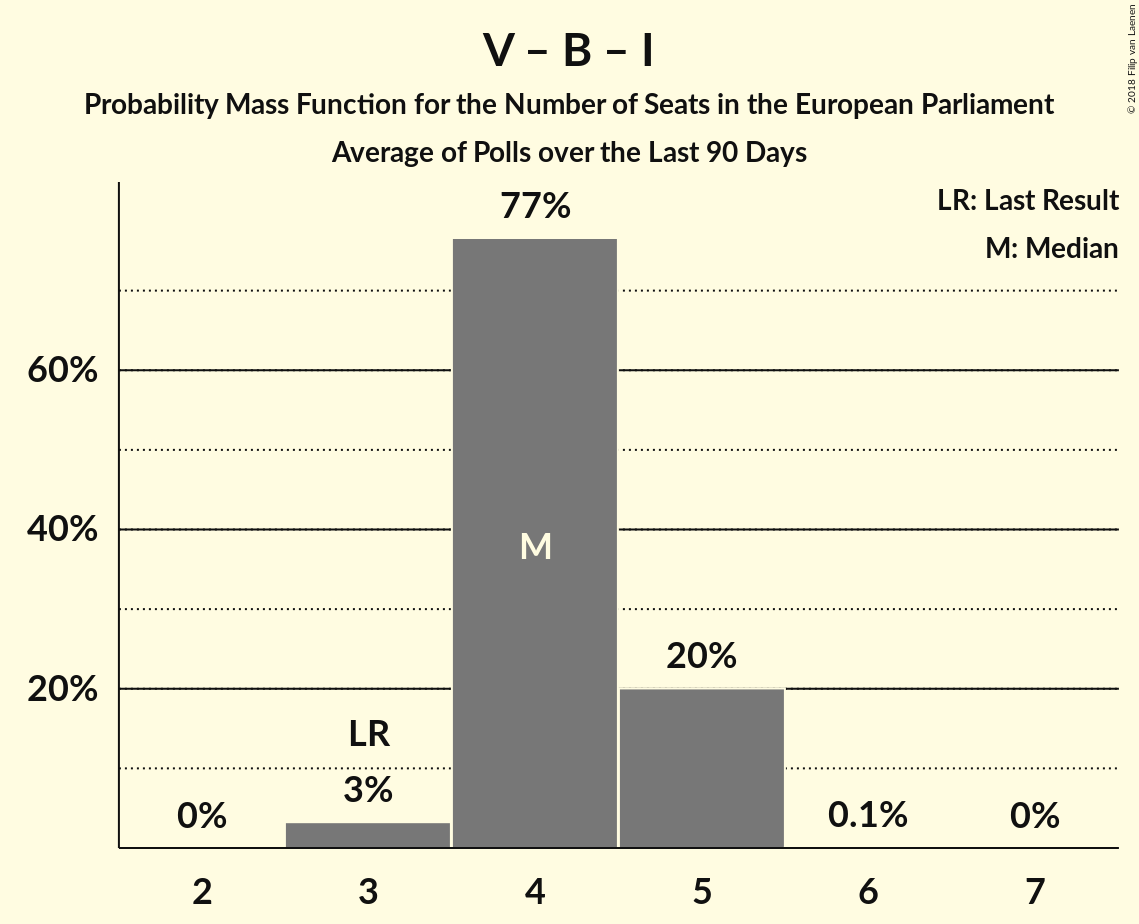 V – B – I
Probability Mass Function for the Number of Seats in the European Parliament
Average of Polls over the Last 90 Days
© 2018 Filip van Laenen
LR: Last Result
M: Median
77%
60%
40%
20%
M
20%
LR
3%
0%
0.1%
0%
2 3 4 5 6 7